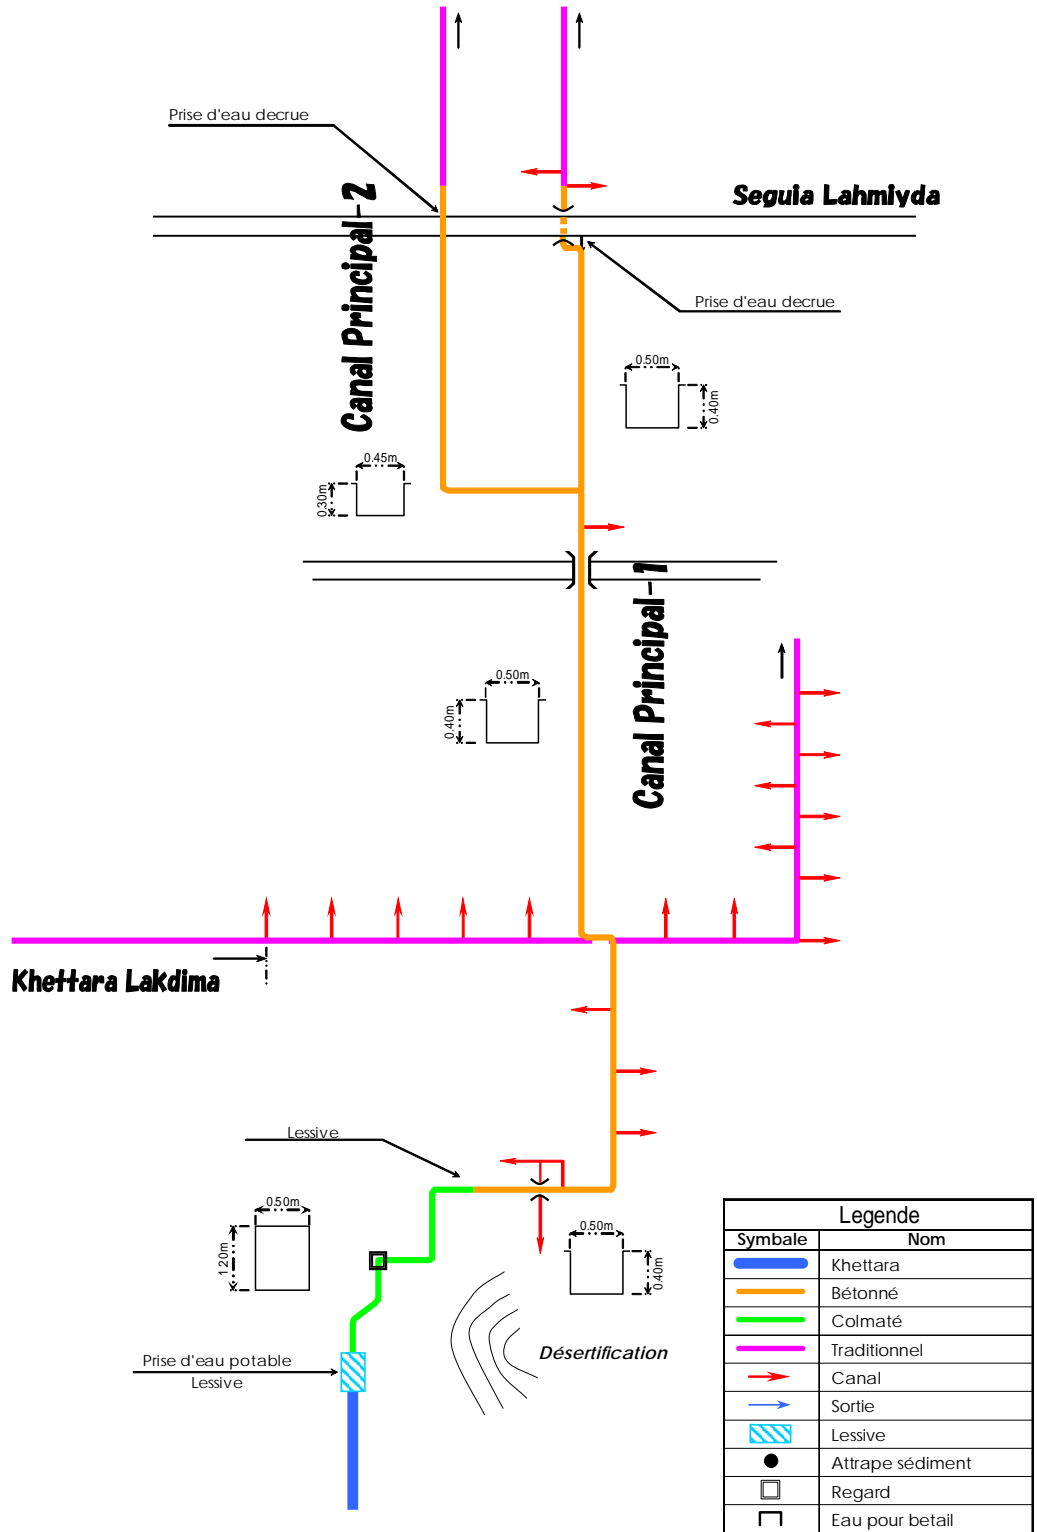 Prise d'eau decrue
Seguia Lahmiyda
Canal Principal-2
Prise d'eau decrue
0.50m
0.40m
0.45m
0.30m
Canal Principal-1
0.50m
0.40m
Khettara Lakdima
Lessive
0.50m
120m
0.50m
0.40m
Désertification
Prise d'eau potable
Lessive
Legende
Symbale Nom
Khettara
Bétonné
Colmaté
Traditionnel
Canal
Sortie
Lessive
Attrape sédiment
Regard
Eau pour betail